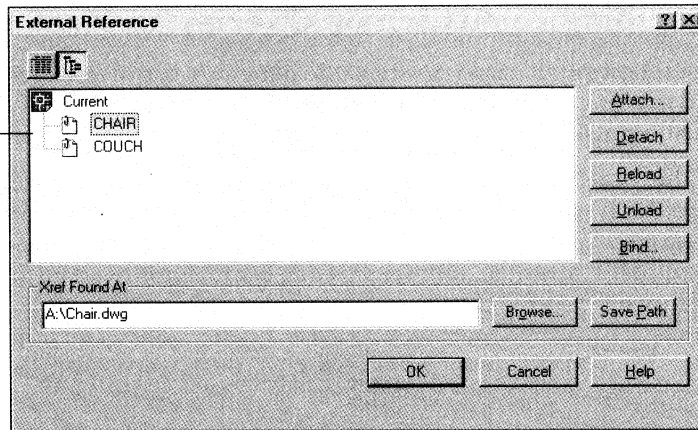 External Reference
Current
CHAIR
COUCH
Attach...
Detach
Reload
Unload
Bind...
Xref Found At
A:\Chair.dwg
Browse...
Save Path
OK
Cancel
Help